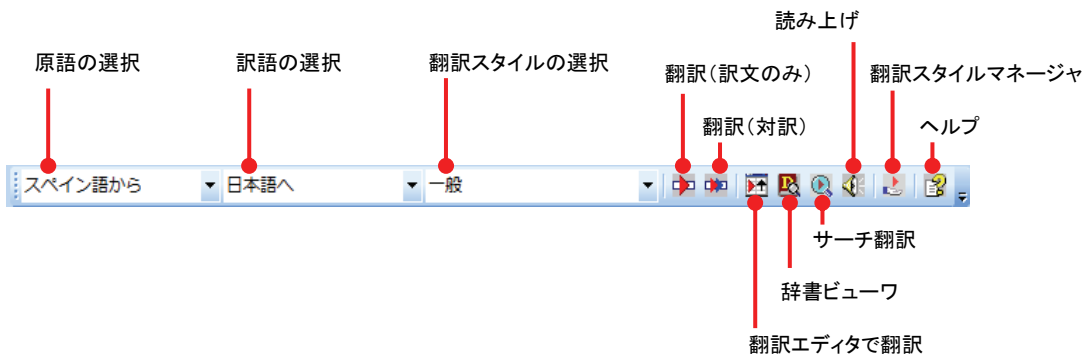 読み上げ
原語の選択
訳語の選択
翻訳スタイルの選択
翻訳（訳文のみ）
翻訳スタイルマネージャ
翻訳（対訳）
ヘルプ
スペイン語から
日本語へ
一般
サーチ翻訳
辞書ビューワ
翻訳エディタで翻訳